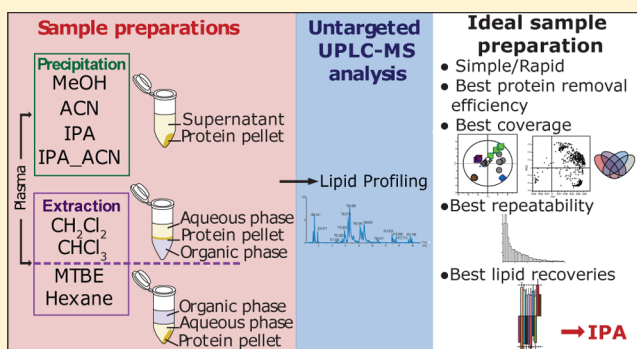 Sample preparations
Precipitation
MeOH
ACN
IPA
IPA_ACN
Supernatant
Protein pellet
Plasma
Extraction
CH2Cl2
CHCl3
MTBE
Hexane
Aqueous phase
Protein pellet
Organic phase
Organic phase
Aqueous phase
Protein pellet
Untargeted
UPLC-MS
analysis
Lipid Profiling
Ideal sample
preparation
● Simple/Rapid
● Best protein removal
efficiency
● Best coverage
●Best repeatability
●Best lipid recoveries
IPA